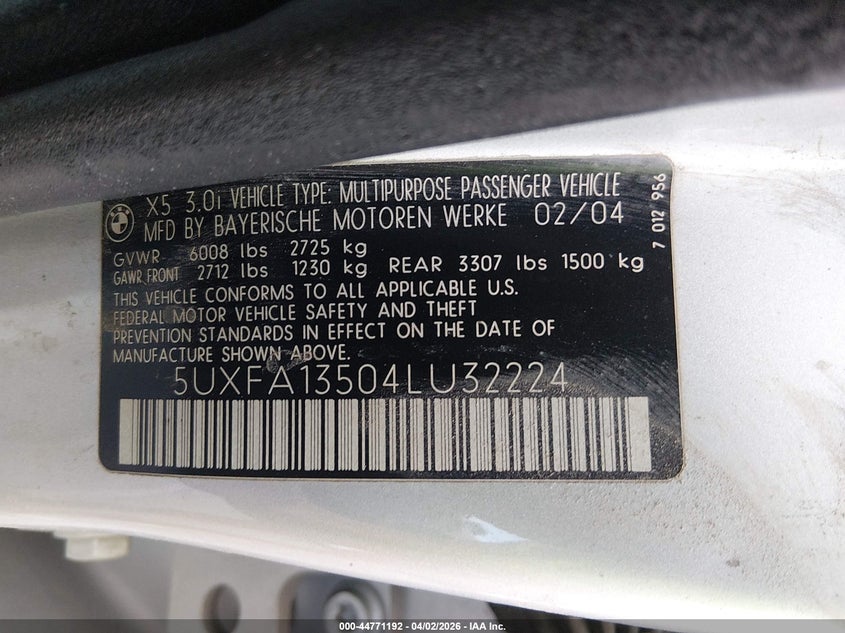 X5 3.0i VEHICLE TYPE: MULTIPURPOSE PASSENGER VEHICLE
MFD BY BAYERISCHE MOTOREN WERKE 02/04
GVWR 6008 lbs 2725 kg
GAWR FRONT 2712 lbs 1230 kg REAR 3307 lbs 1500 kg
THIS VEHICLE CONFORMS TO ALL APPLICABLE U.S.
FEDERAL MOTOR VEHICLE SAFETY AND THEFT
PREVENTION STANDARDS IN EFFECT ON THE DATE OF
MANUFACTURE SHOWN ABOVE.
5UXFA13504LU32224
7 012 956
000-44771192 - 04/02/2026 - IAA Inc.